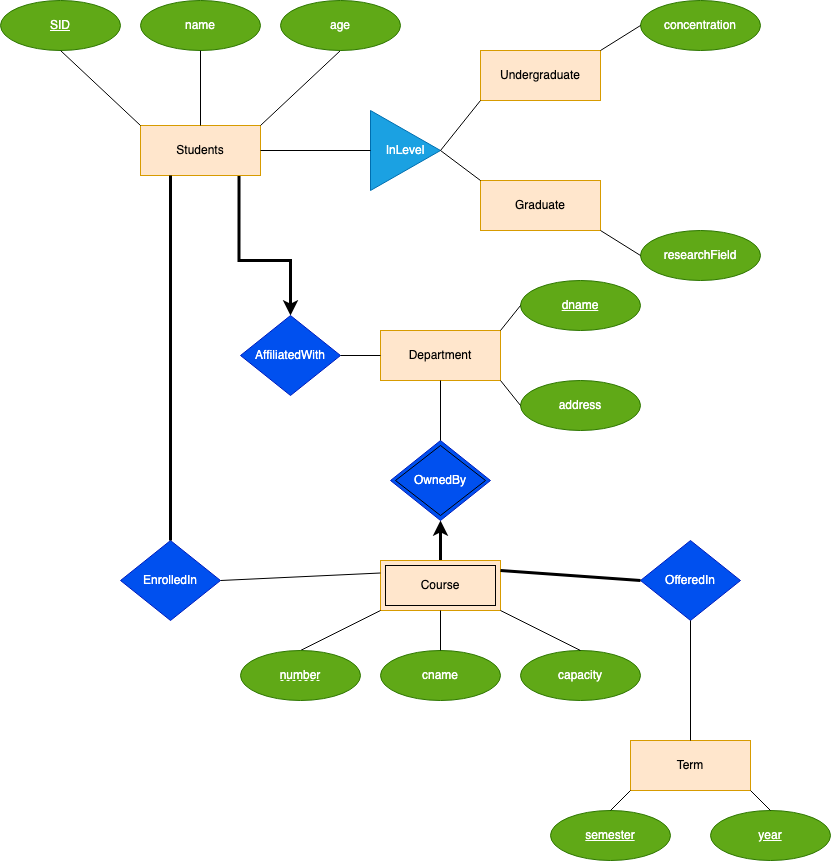 SID
name
age
concentration
Undergraduate
Students
InLevel
Graduate
researchField
dname
AffiliatedWith
Department
address
OwnedBy
EnrolledIn
Course
OfferedIn
number
cname
capacity
Term
semester
year